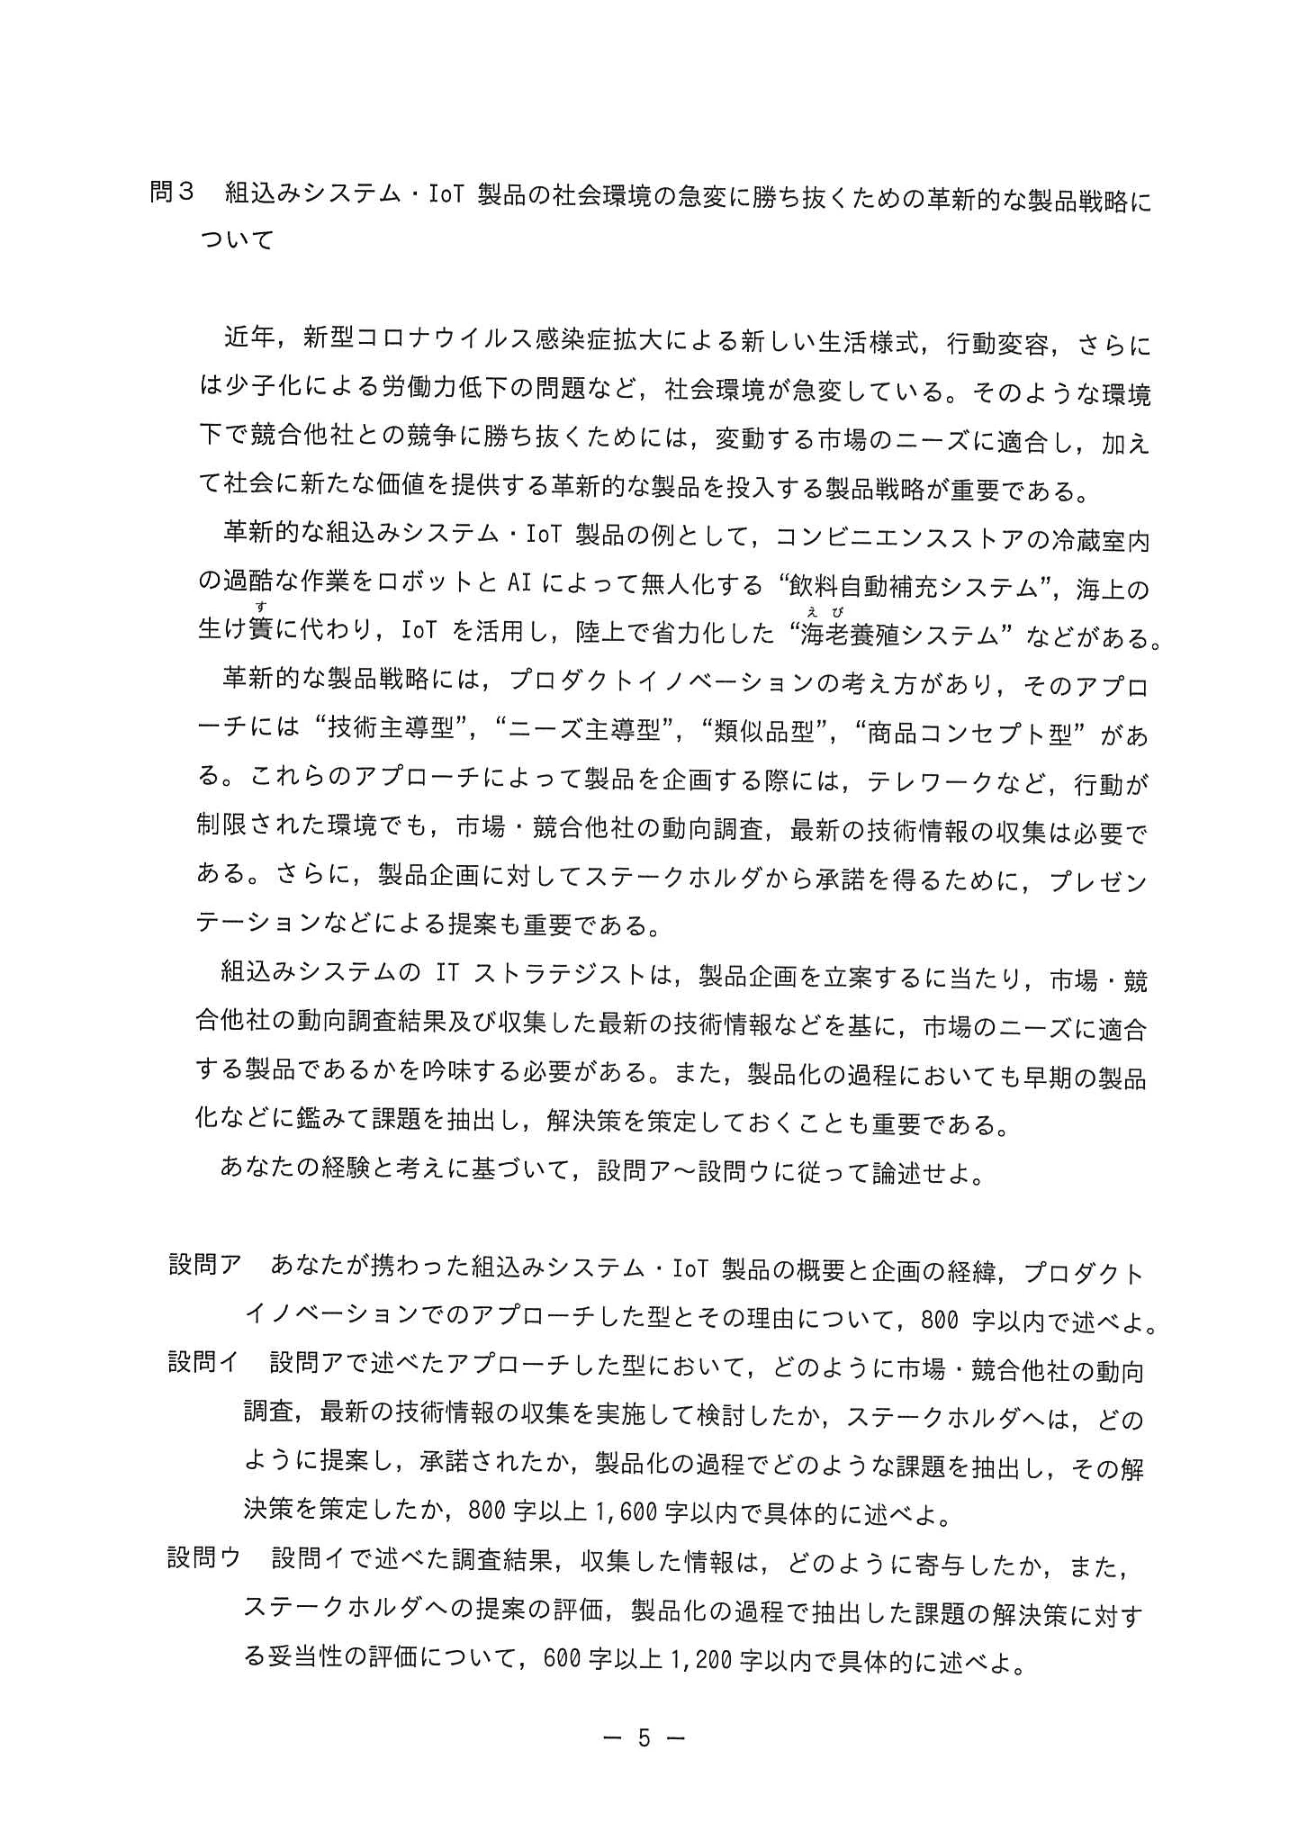 問３　組込みシステム・IoT 製品の社会環境の急変に勝ち抜くための革新的な製品戦略に
ついて
近年，新型コロナウイルス感染症拡大による新しい生活様式，行動変容，さらに
は少子化による労働力低下の問題など，社会環境が急変している。そのような環境
下で競合他社との競争に勝ち抜くためには，変動する市場のニーズに適合し，加え
て社会に新たな価値を提供する革新的な製品を投入する製品戦略が重要である。
革新的な組込みシステム・IoT 製品の例として，コンビニエンスストアの冷蔵室内
の過酷な作業をロボットと AI によって無人化する“飲料自動補充システム”，海上の
す　えび
生け簀に代わり，IoT を活用し，陸上で省力化した“海老養殖システム”などがある。
革新的な製品戦略には，プロダクトイノベーションの考え方があり，そのアプロ
ーチには“技術主導型”，“ニーズ主導型”，“類似品型”，“商品コンセプト型”があ
る。これらのアプローチによって製品を企画する際には，テレワークなど，行動が
制限された環境でも，市場・競合他社の動向調査，最新の技術情報の収集は必要で
ある。さらに，製品企画に対してステークホルダから承諾を得るために，プレゼン
テーションなどによる提案も重要である。
組込みシステムの IT ストラテジストは，製品企画を立案するに当たり，市場・競
合他社の動向調査結果及び収集した最新の技術情報などを基に，市場のニーズに適合
する製品であるかを吟味する必要がある。また，製品化の過程においても早期の製品
化などに鑑みて課題を抽出し，解決策を策定しておくことも重要である。
あなたの経験と考えに基づいて，設問ア～設問ウに従って論述せよ。
設問ア　あなたが携わった組込みシステム・IoT 製品の概要と企画の経緯，プロダクト
イノベーションでのアプローチした型とその理由について，800 字以内で述べよ。
設問イ　設問アで述べたアプローチした型において，どのように市場・競合他社の動向
調査，最新の技術情報の収集を実施して検討したか，ステークホルダへは，どの
ように提案し，承諾されたか，製品化の過程でどのような課題を抽出し，その解
決策を策定したか，800 字以上 1,600 字以内で具体的に述べよ。
設問ウ　設問イで述べた調査結果，収集した情報は，どのように寄与したか，また，
ステークホルダへの提案の評価，製品化の過程で抽出した課題の解決策に対す
る妥当性の評価について，600 字以上 1,200 字以内で具体的に述べよ。
－ 5 －